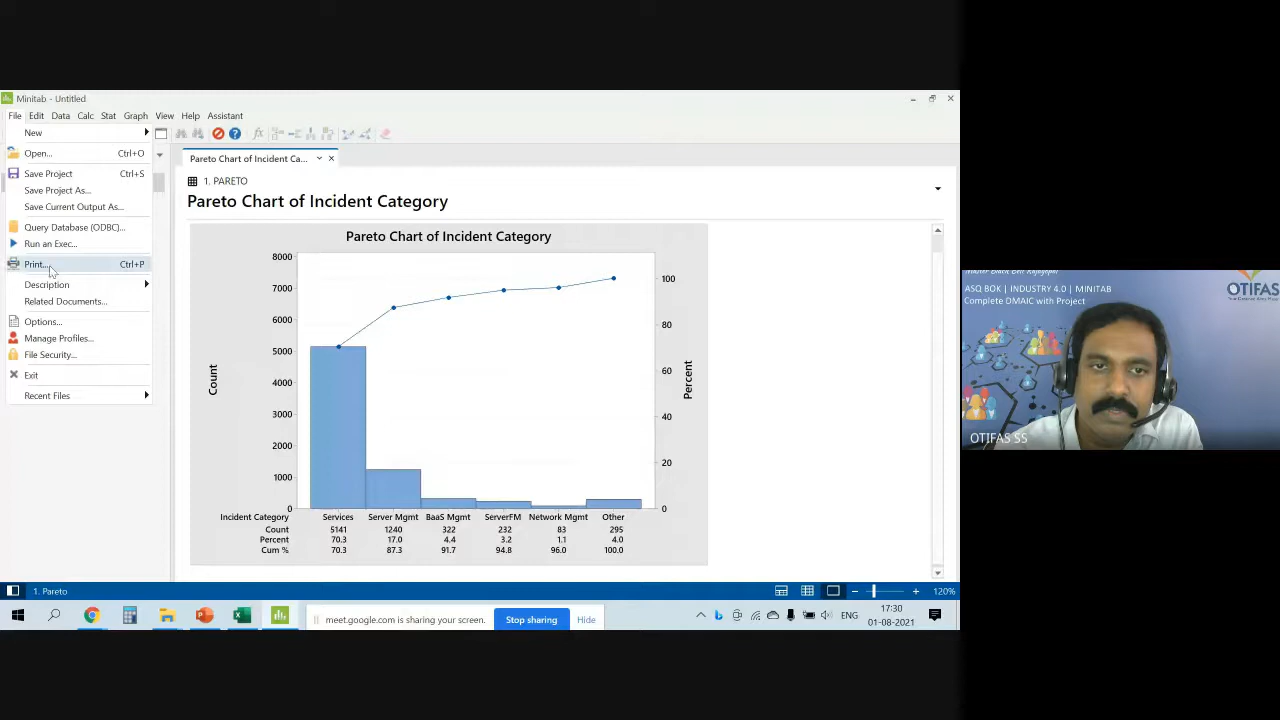 Minitab - Untitled
File Edit Data Calc Stat Graph View Help Assistant
New
Open... Ctrl+O
Save Project Ctrl+S
Save Project As...
Save Current Output As...
Query Database (ODBC)...
Run an Exec...
Print... Ctrl+P
Description
Related Documents...
Options...
Manage Profiles...
File Security...
Exit
Recent Files
Pareto Chart of Incident Ca...
1. PARETO
Pareto Chart of Incident Category
Pareto Chart of Incident Category
8000
7000
6000
5000
4000
3000
2000
1000
0
Count
100
80
60
40
20
0
Percent
Incident Category Services Server Mgmt BaaS Mgmt ServerFM Network Mgmt Other
Count 5141 1240 322 232 83 295
Percent 70.3 17.0 4.4 3.2 1.1 4.0
Cum % 70.3 87.3 91.7 94.8 96.0 100.0
1. Pareto
120%
meet.google.com is sharing your screen. Stop sharing Hide
ENG
17:30
01-08-2021
ASQ BOK | INDUSTRY 4.0 | MINITAB
Complete DMAIC with Project
OTIFAS
OTIFAS SS